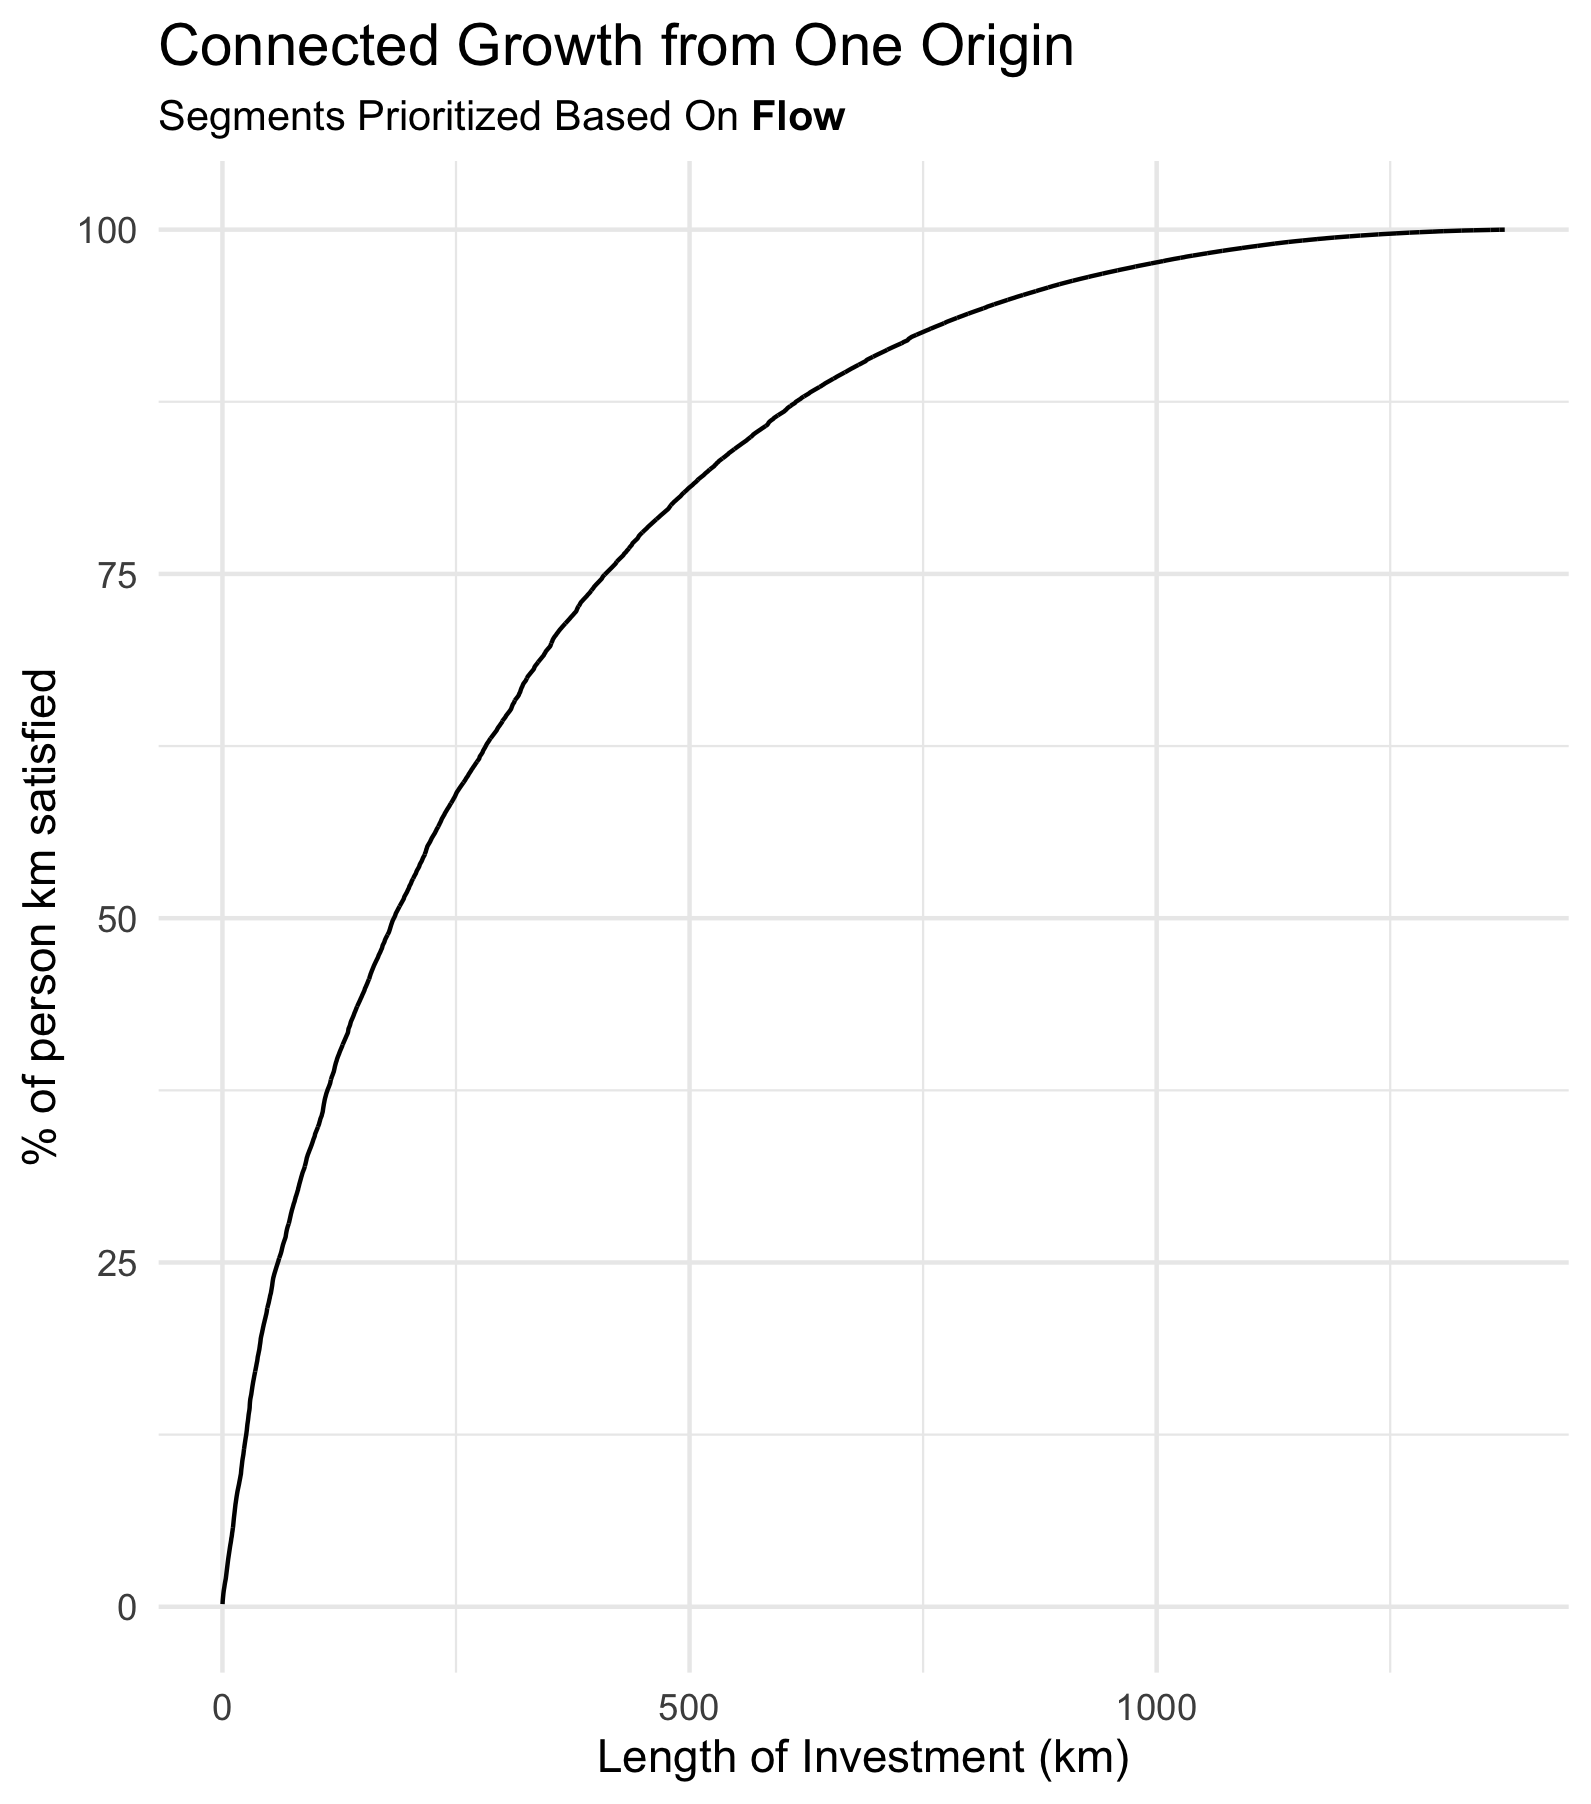 Connected Growth from One Origin
Segments Prioritized Based On Flow
100
75
50
25
0
% of person km satisfied
0 500 1000
Length of Investment (km)